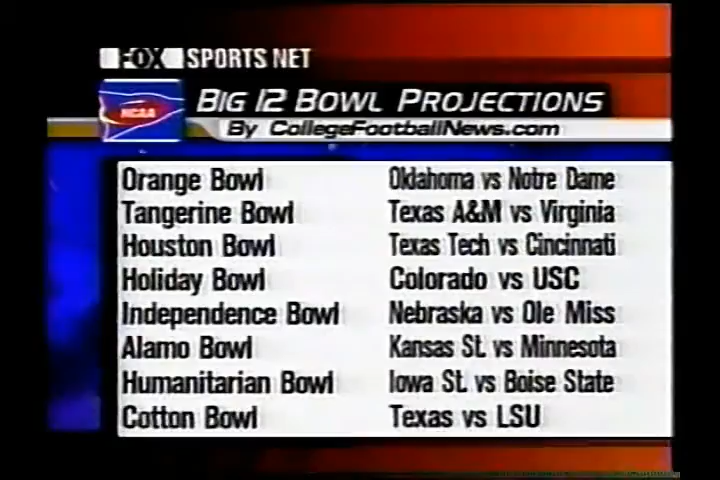 FOX SPORTS NET
NCAA
BIG 12 BOWL PROJECTIONS
By CollegeFootballNews.com
Orange Bowl Oklahoma vs Notre Dame
Tangerine Bowl Texas A&M vs Virginia
Houston Bowl Texas Tech vs Cincinnati
Holiday Bowl Colorado vs USC
Independence Bowl Nebraska vs Ole Miss
Alamo Bowl Kansas St. vs Minnesota
Humanitarian Bowl Iowa St. vs Boise State
Cotton Bowl Texas vs LSU